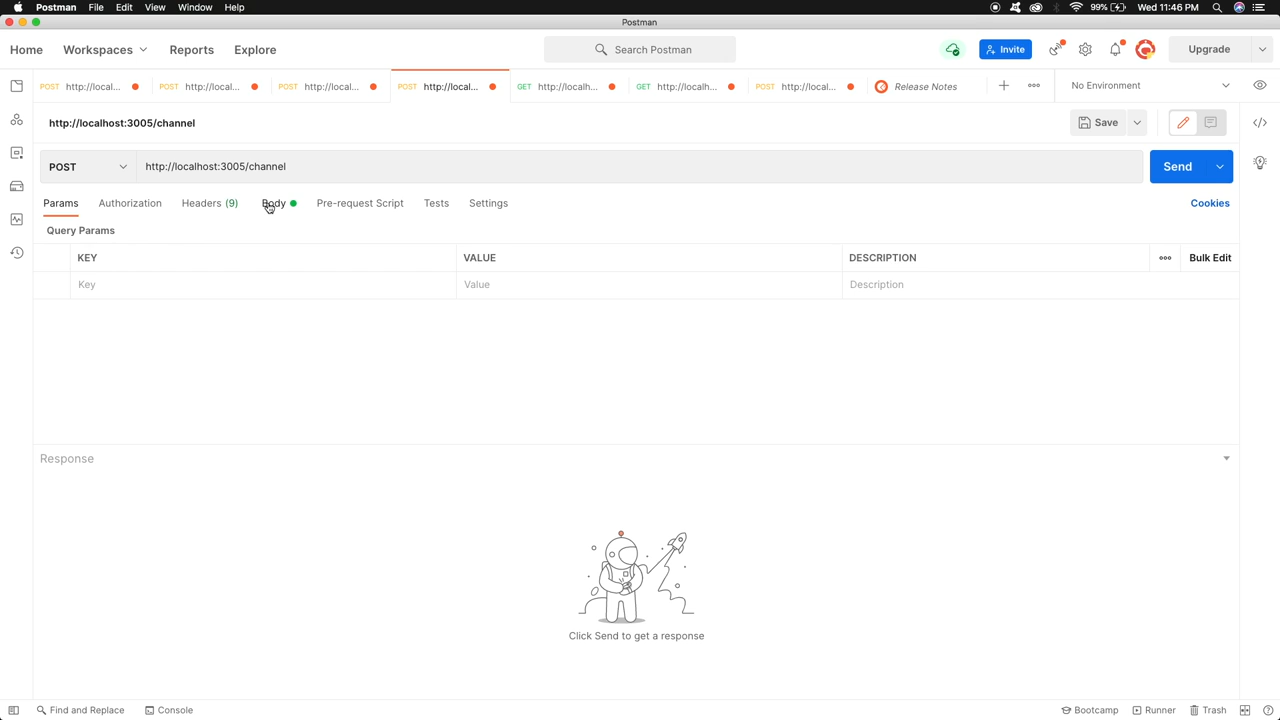 Postman File Edit View Window Help 99% Wed 11:46 PM
Postman
Home Workspaces Reports Explore Search Postman Invite Upgrade
POST http://local... POST http://local... POST http://local... POST http://local... GET http://localh... GET http://localh... POST http://local... Release Notes No Environment
http://localhost:3005/channel Save
POST http://localhost:3005/channel Send
Params Authorization Headers (9) Body Pre-request Script Tests Settings Cookies
Query Params
KEY VALUE DESCRIPTION Bulk Edit
Key Value Description
Response
Click Send to get a response
Find and Replace Console Bootcamp Runner Trash